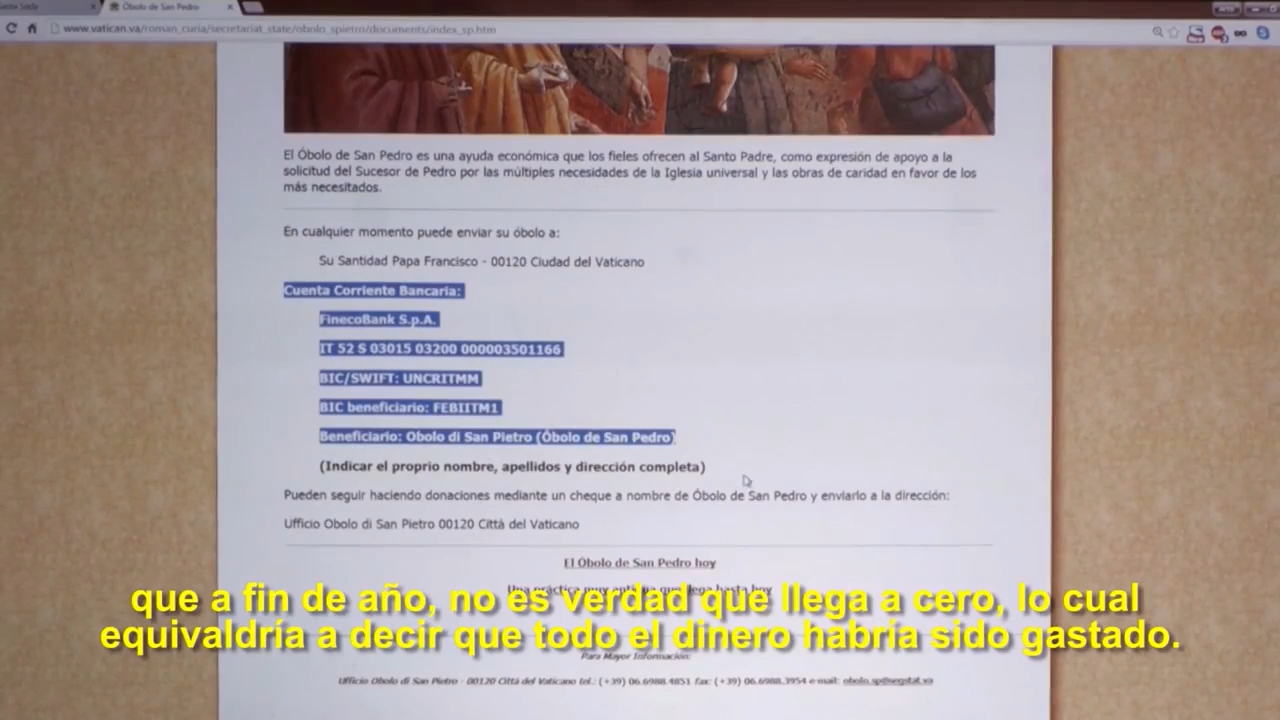 Óbolo de San Pedro
www.vatican.va/roman_curia/secretariat_state/obolo_spietro/documents/index_sp.htm
El Óbolo de San Pedro es una ayuda económica que los fieles ofrecen al Santo Padre, como expresión de apoyo a la
solicitud del Sucesor de Pedro por las múltiples necesidades de la Iglesia universal y las obras de caridad en favor de los
más necesitados.
En cualquier momento puede enviar su óbolo a:
Su Santidad Papa Francisco - 00120 Ciudad del Vaticano
Cuenta Corriente Bancaria:
FinecoBank S.p.A.
IT 52 S 03015 03200 000003501166
BIC/SWIFT: UNCRITMM
BIC beneficiario: FEBIITM1
Beneficiario: Obolo di San Pietro (Óbolo de San Pedro)
(Indicar el proprio nombre, apellidos y dirección completa)
Pueden seguir haciendo donaciones mediante un cheque a nombre de Óbolo de San Pedro y enviarlo a la dirección:
Ufficio Obolo di San Pietro 00120 Città del Vaticano
El Óbolo de San Pedro hoy
Una práctica muy antigua que llega hasta hoy
que a fin de año, no es verdad que llega a cero, lo cual
equivaldría a decir que todo el dinero habría sido gastado.
Para Mayor Información:
Ufficio Obolo di San Pietro - 00120 Città del Vaticano tel.: (+39) 06.6988.4851 fax: (+39) 06.6988.3954 e-mail: obolo.sp@segstat.va